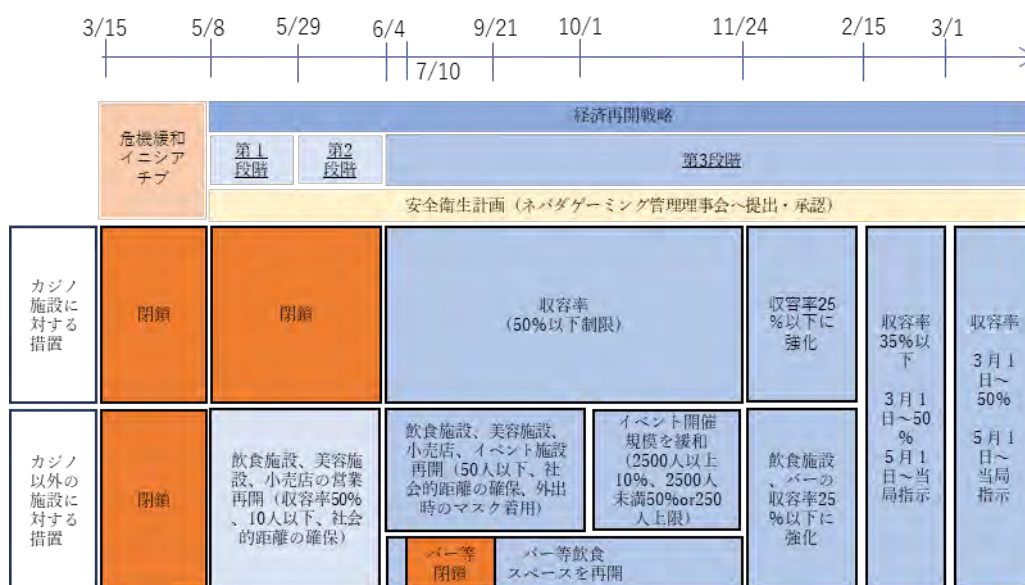 3/15
5/8
5/29
6/4
7/10
9/21
10/1
11/24
2/15
3/1
危機緩和
イニシア
チブ
経済再開戦略
第1
段階
第2
段階
第3段階
安全衛生計画（ネバダゲーミング管理理事会へ提出・承認）
カジノ
施設に
対する
措置
閉鎖
閉鎖
収容率
(50%以下制限)
収容率25
%以下に
強化
収容率
35%以
下
3月1
日～50
%
5月1
日～当
局指示
収容率
3月1
日～
50%
5月1
日～
当局
指示
カジノ
以外の
施設に
対する
措置
閉鎖
飲食施設、美容施
設、小売店の営業
再開（収容率50%
、10人以下、社会
的距離の確保）
飲食施設、美容施設、
小売店、イベント施設
再開（50人以下、社
会的距離の確保、外出
時のマスク着用）
イベント開催
規模を緩和
(2500人以上
10%、2500人
未満50%or250
人上限）
飲食施設
、バーの
収容率25
%以下に
強化
バー等
閉鎖
バー等飲食
スペースを再開